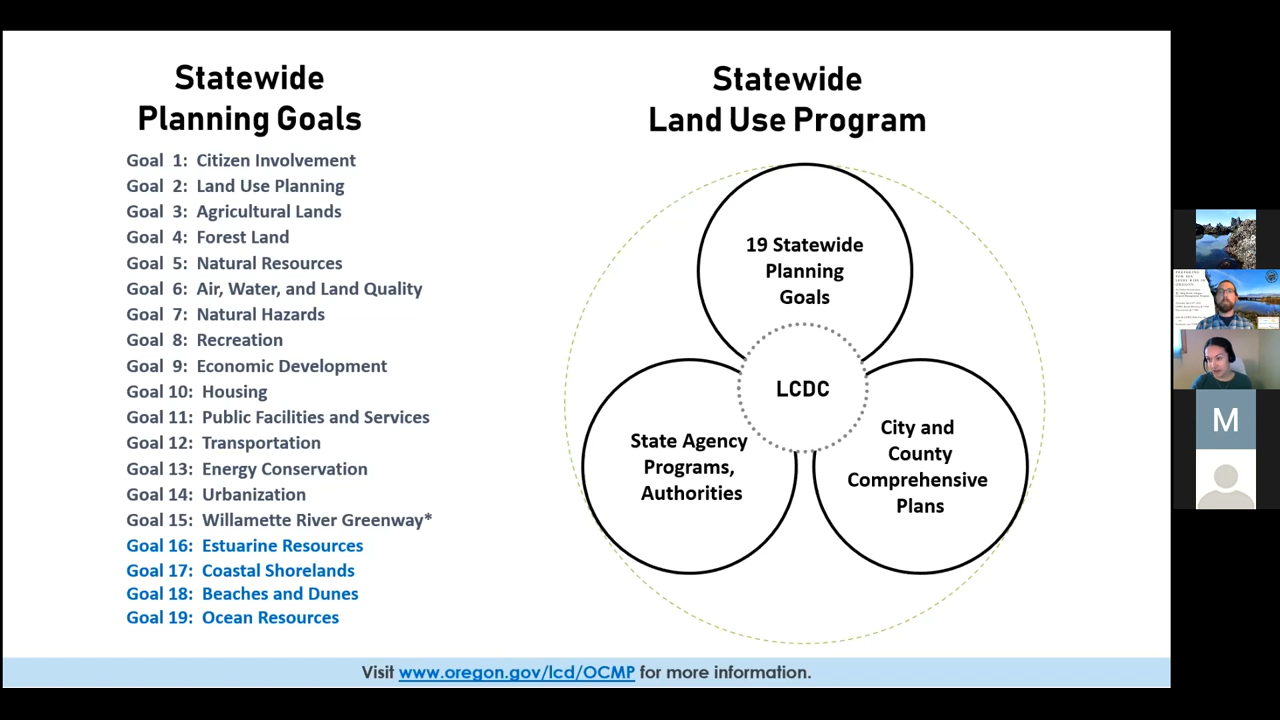 Statewide
Planning Goals
Goal 1: Citizen Involvement
Goal 2: Land Use Planning
Goal 3: Agricultural Lands
Goal 4: Forest Land
Goal 5: Natural Resources
Goal 6: Air, Water, and Land Quality
Goal 7: Natural Hazards
Goal 8: Recreation
Goal 9: Economic Development
Goal 10: Housing
Goal 11: Public Facilities and Services
Goal 12: Transportation
Goal 13: Energy Conservation
Goal 14: Urbanization
Goal 15: Willamette River Greenway*
Goal 16: Estuarine Resources
Goal 17: Coastal Shorelands
Goal 18: Beaches and Dunes
Goal 19: Ocean Resources
Statewide
Land Use Program
19 Statewide
Planning
Goals
LCDC
State Agency
Programs,
Authorities
City and
County
Comprehensive
Plans
Visit www.oregon.gov/lcd/OCMP for more information.
M